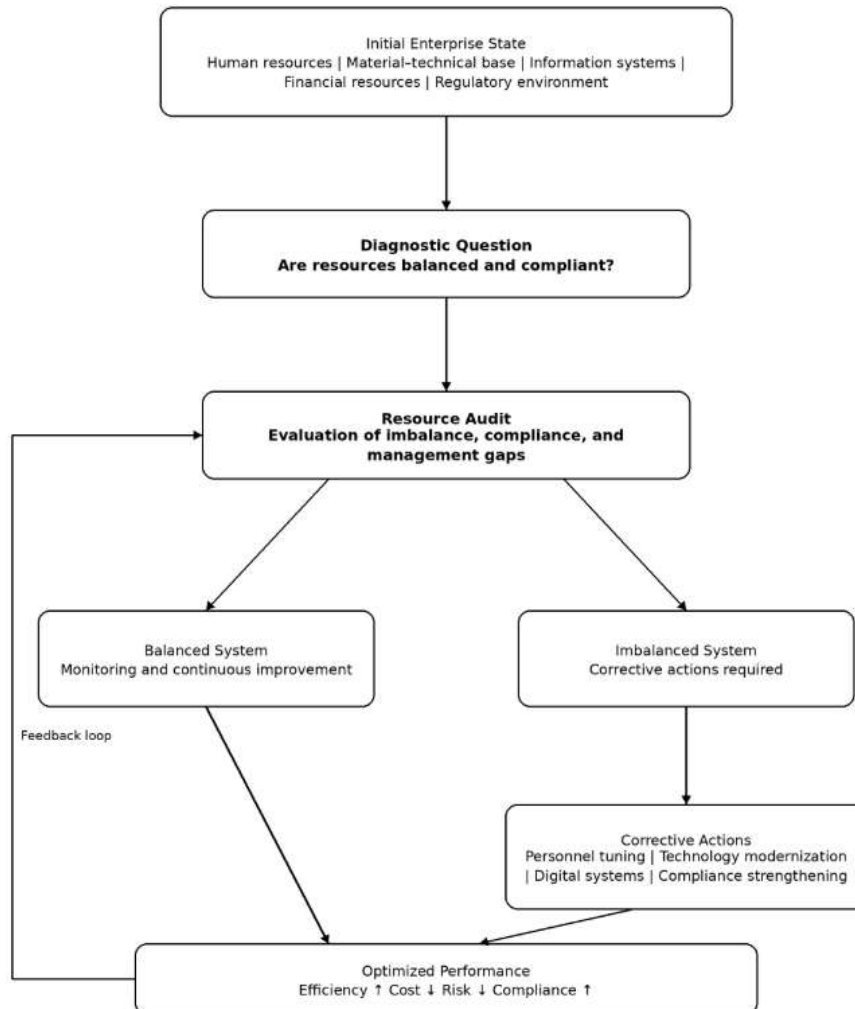 Initial Enterprise State
Human resources | Material–technical base | Information systems |
Financial resources | Regulatory environment
Diagnostic Question
Are resources balanced and compliant?
Resource Audit
Evaluation of imbalance, compliance, and
management gaps
Balanced System
Monitoring and continuous improvement
Imbalanced System
Corrective actions required
Feedback loop
Corrective Actions
Personnel tuning | Technology modernization
| Digital systems | Compliance strengthening
Optimized Performance
Efficiency ↑ Cost ↓ Risk ↓ Compliance ↑